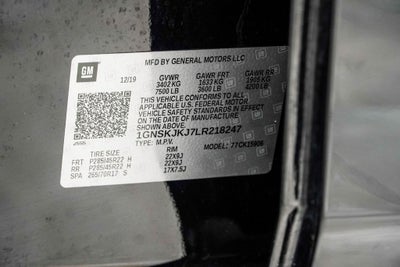 GM
MFD BY GENERAL MOTORS LLC
12/19 GVWR GAWR FRT GAWR RR
3402 KG 1633 KG 1905 KG
7500 LB 3600 LB 4200 LB
THIS VEHICLE CONFORMS TO ALL
APPLICABLE U.S. FEDERAL MOTOR
VEHICLE SAFETY STANDARDS IN EFFECT
ON THE DATE OF MANUFACTURE
SHOWN ABOVE.
1GNSKJKJ7LR218247
TYPE: M.P.V. MODEL: 77CK15906
TIRE SIZE RIM
FRT P285/45R22 H 22X9J
RR P285/45R22 H 22X9J
SPA 265/70R17 S 17X7.5J